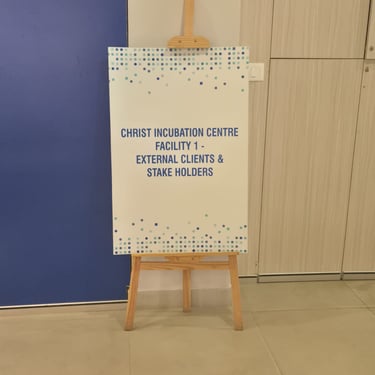 CHRIST INCUBATION CENTRE
FACILITY 1 -
EXTERNAL CLIENTS &
STAKE HOLDERS